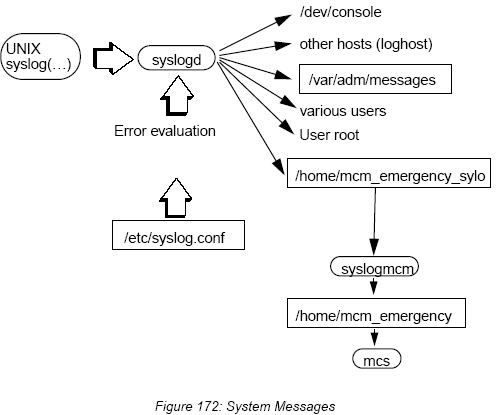 /dev/console
UNIX
syslog(…)
syslogd
other hosts (loghost)
/var/adm/messages
various users
Error evaluation
User root
/home/mcm_emergency_sylo
/etc/syslog.conf
syslogmcm
/home/mcm_emergency
mcs
Figure 172: System Messages